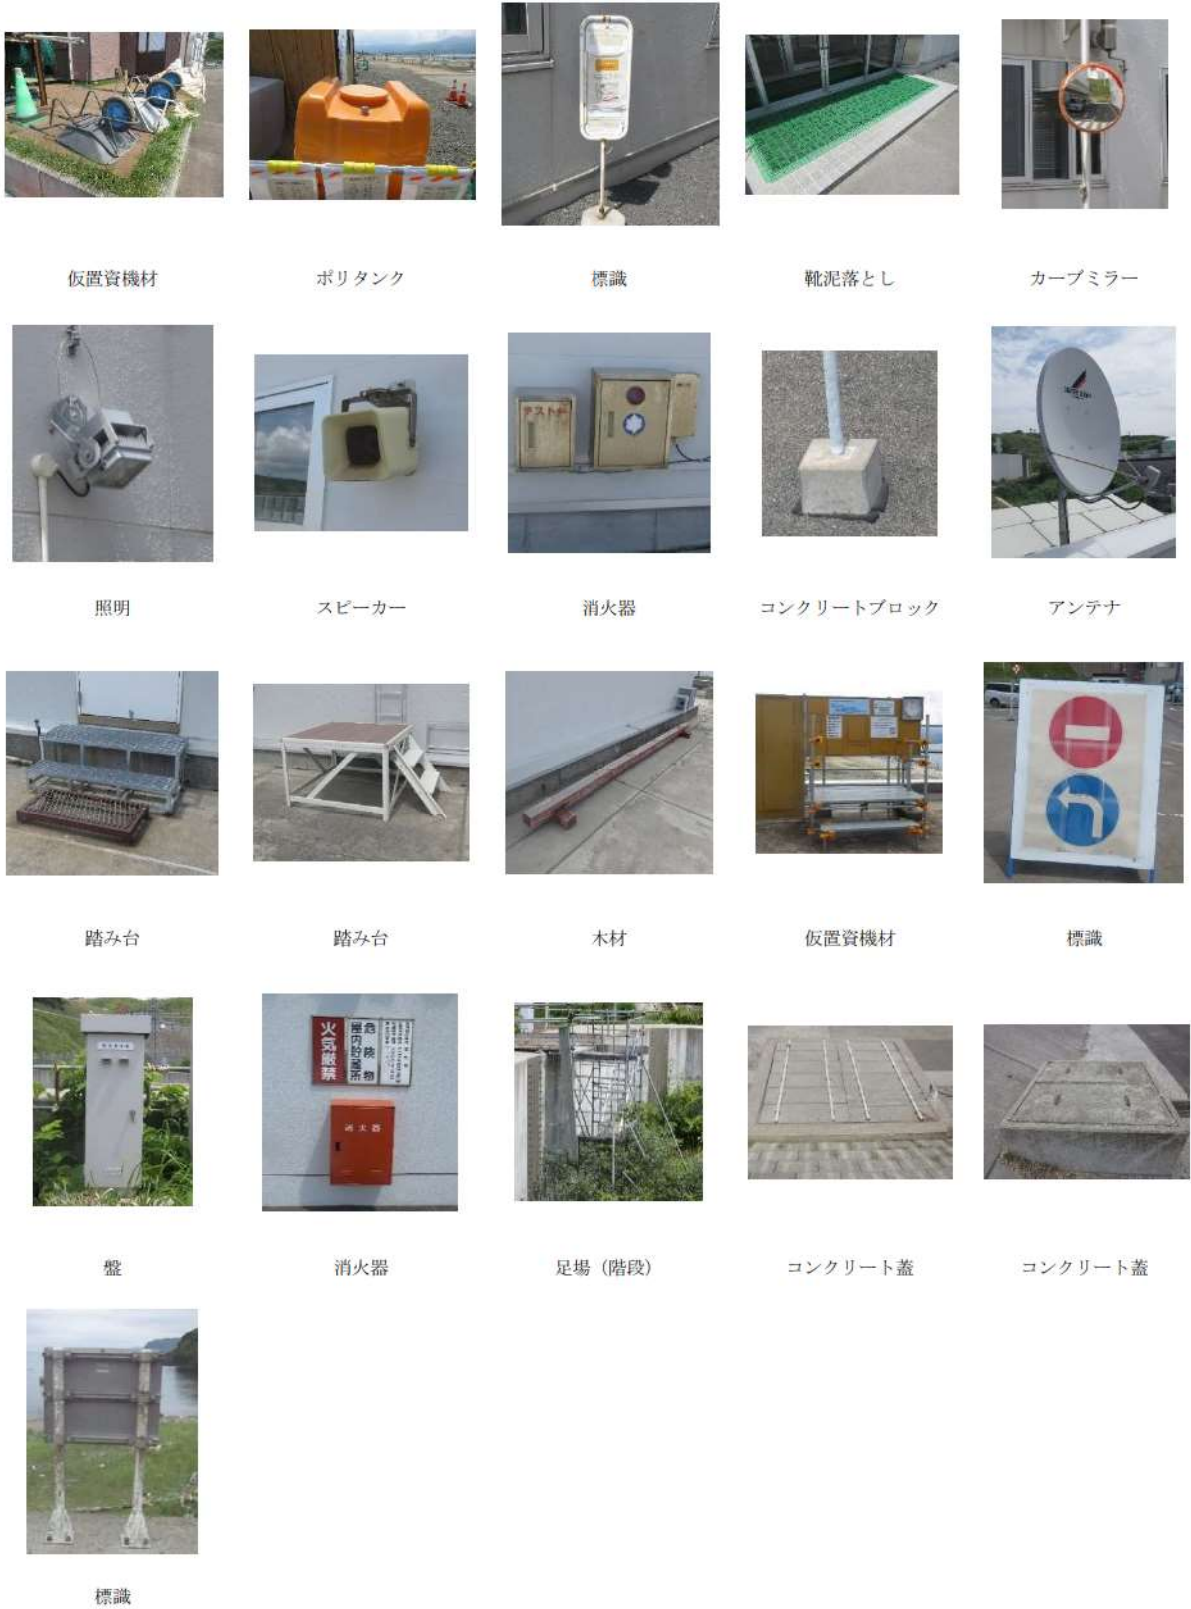 仮置資機材
ポリタンク
標識
靴泥落とし
カーブミラー
照明
スピーカー
消火器
コンクリートブロック
アンテナ
踏み台
踏み台
木材
仮置資機材
標識
火気厳禁
危険物
屋内貯蔵所
消火器
盤
消火器
足場（階段）
コンクリート蓋
コンクリート蓋
標識